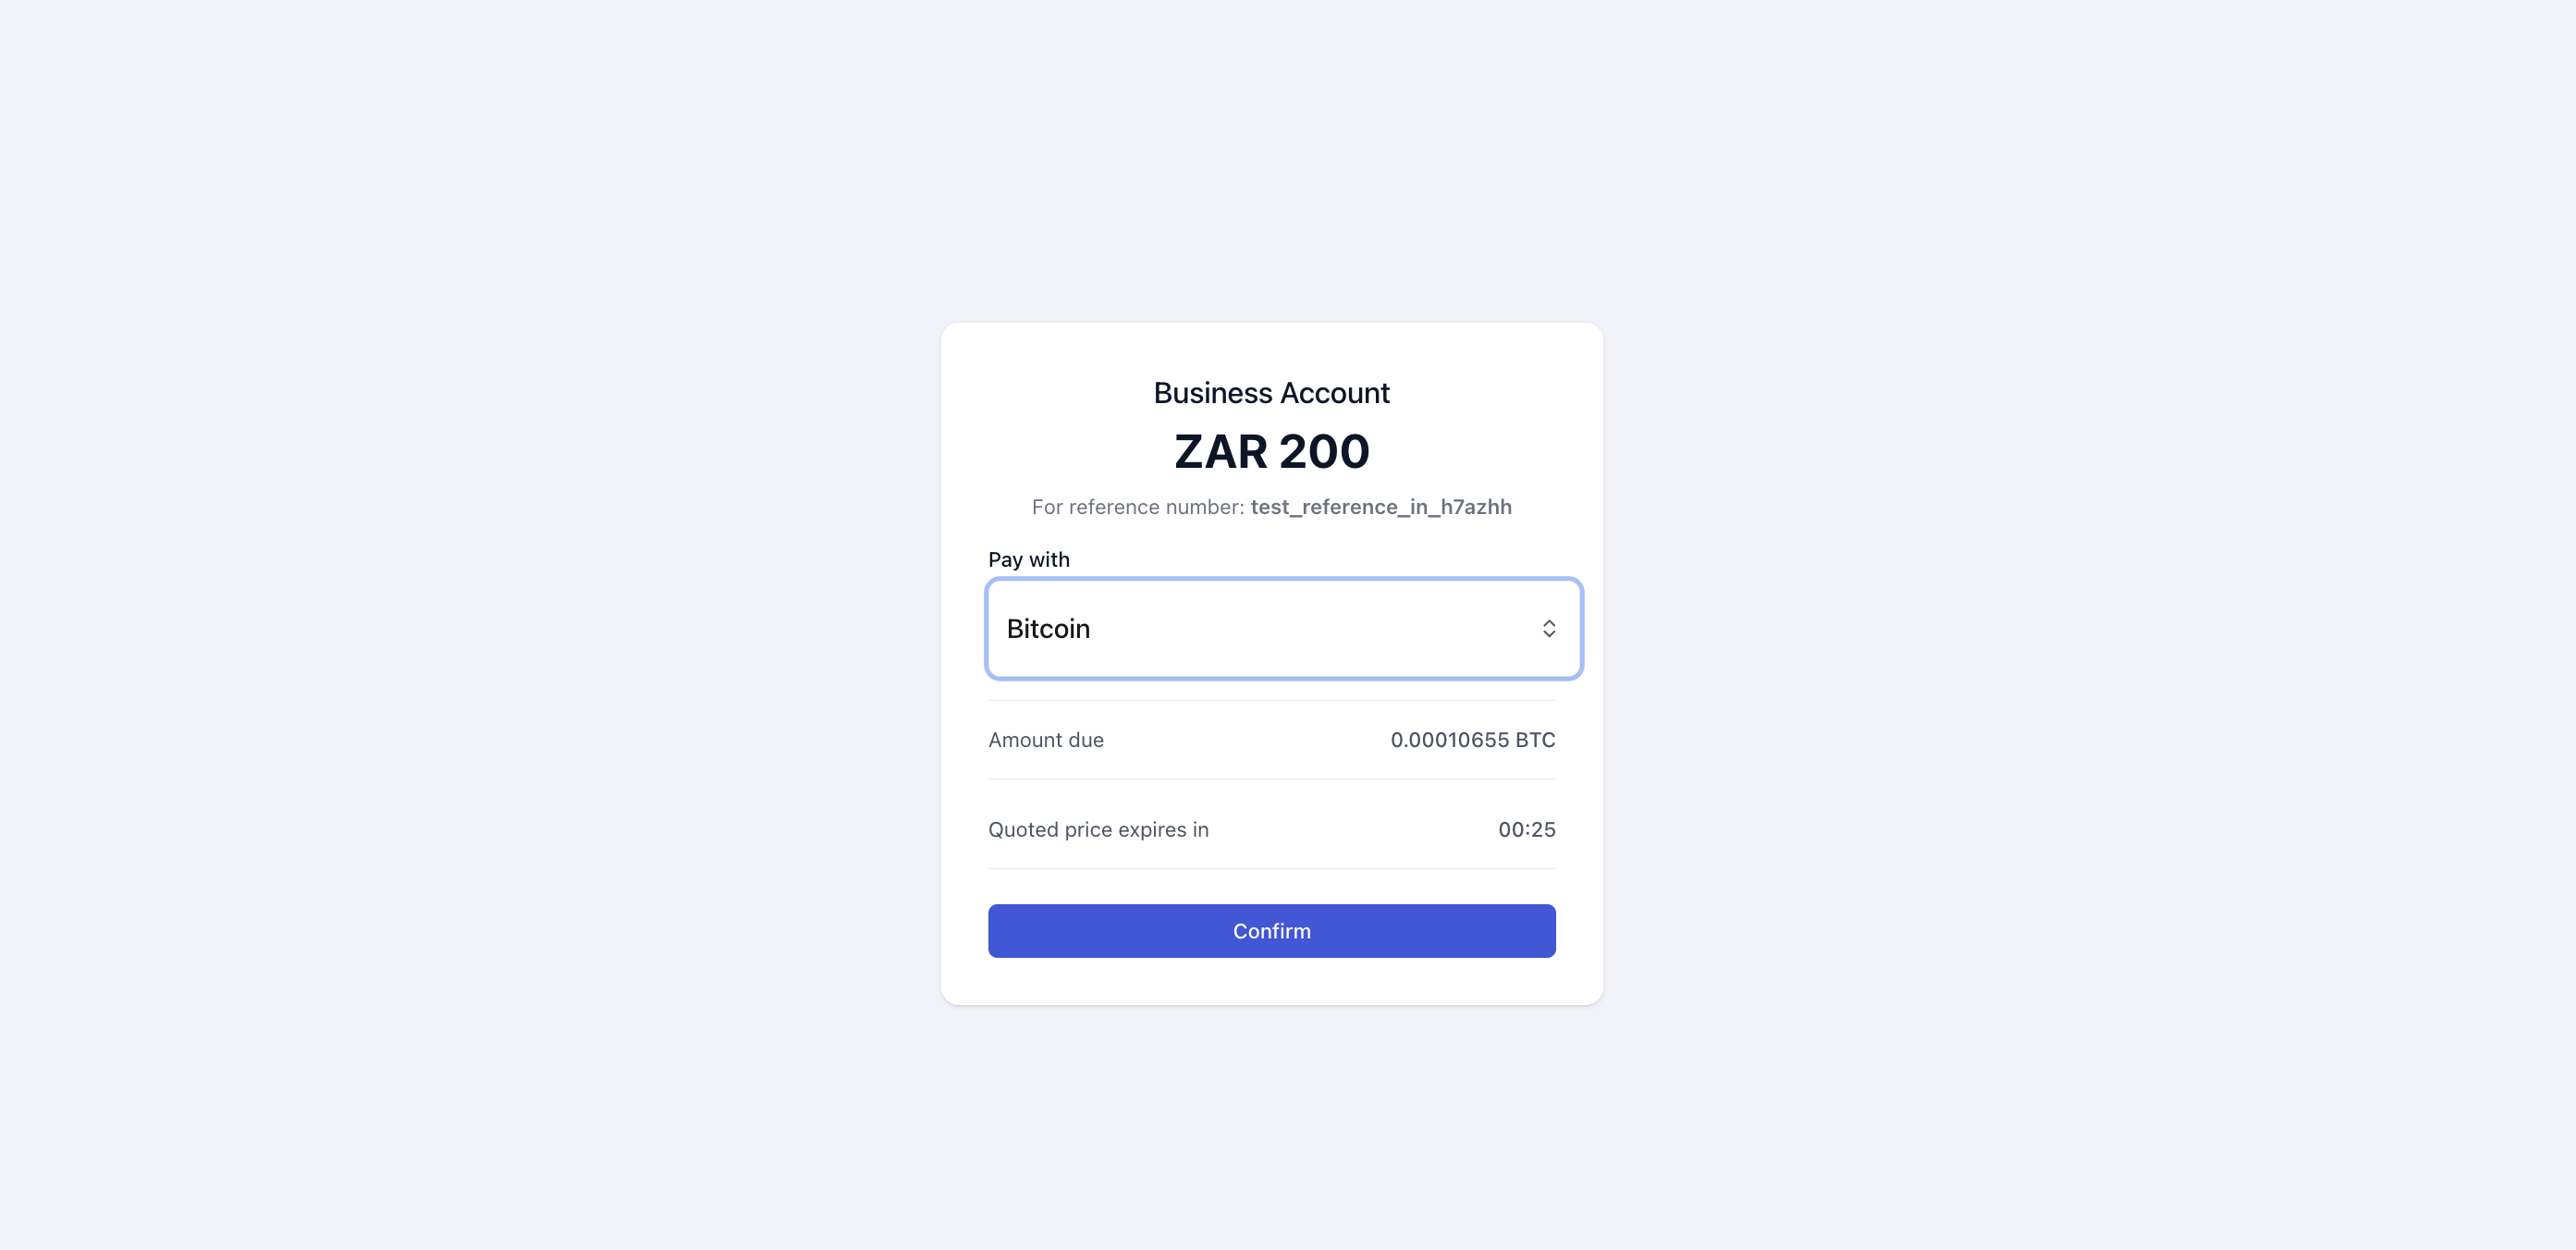 Business Account
ZAR 200
For reference number: test_reference_in_h7azhh
Pay with
Bitcoin
Amount due 0.00010655 BTC
Quoted price expires in 00:25
Confirm